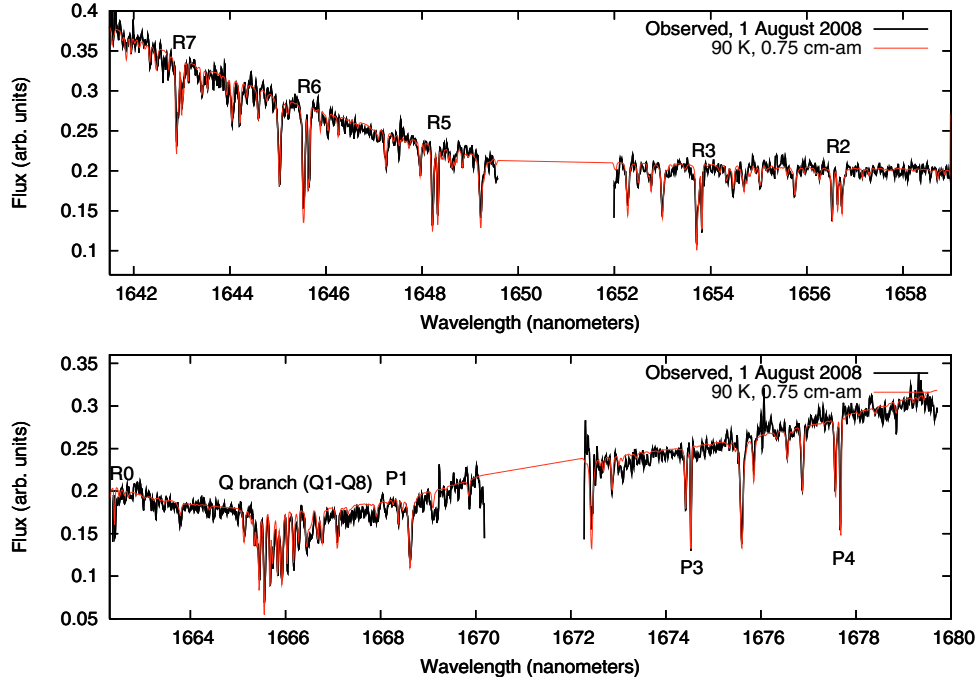 0.4
0.35
0.3
0.25
0.2
0.15
0.1
Flux (arb. units)
R7
R6
R5
R3
R2
Observed, 1 August 2008
90 K, 0.75 cm-am
1642 1644 1646 1648 1650 1652 1654 1656 1658
Wavelength (nanometers)
0.35
0.3
0.25
0.2
0.15
0.1
0.05
Flux (arb. units)
Observed, 1 August 2008
90 K, 0.75 cm-am
R0
Q branch (Q1-Q8)
P1
P3
P4
1664 1666 1668 1670 1672 1674 1676 1678 1680
Wavelength (nanometers)